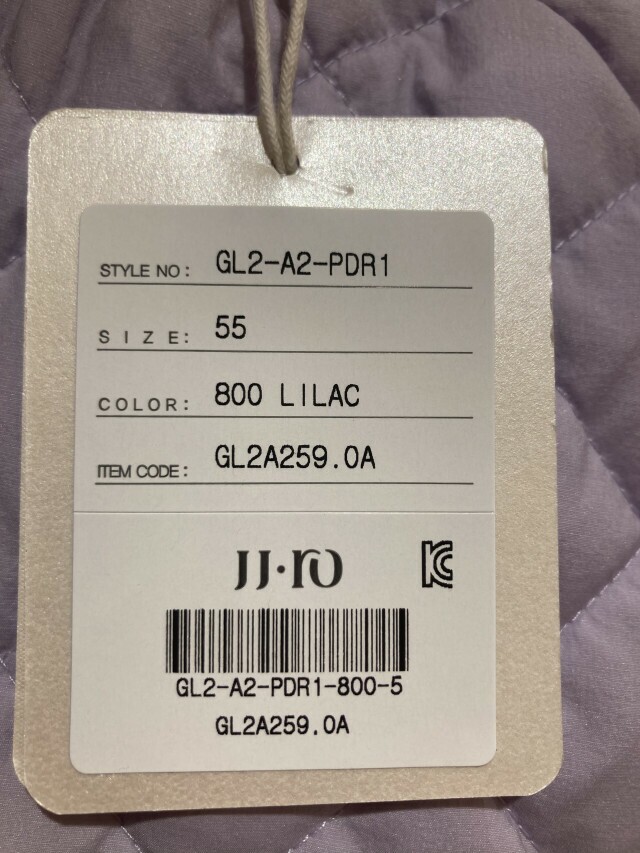 STYLE NO: GL2-A2-PDR1
SIZE: 55
COLOR: 800 LILAC
ITEM CODE: GL2A259.0A
JJ·ro
KC
GL2-A2-PDR1-800-5
GL2A259.0A